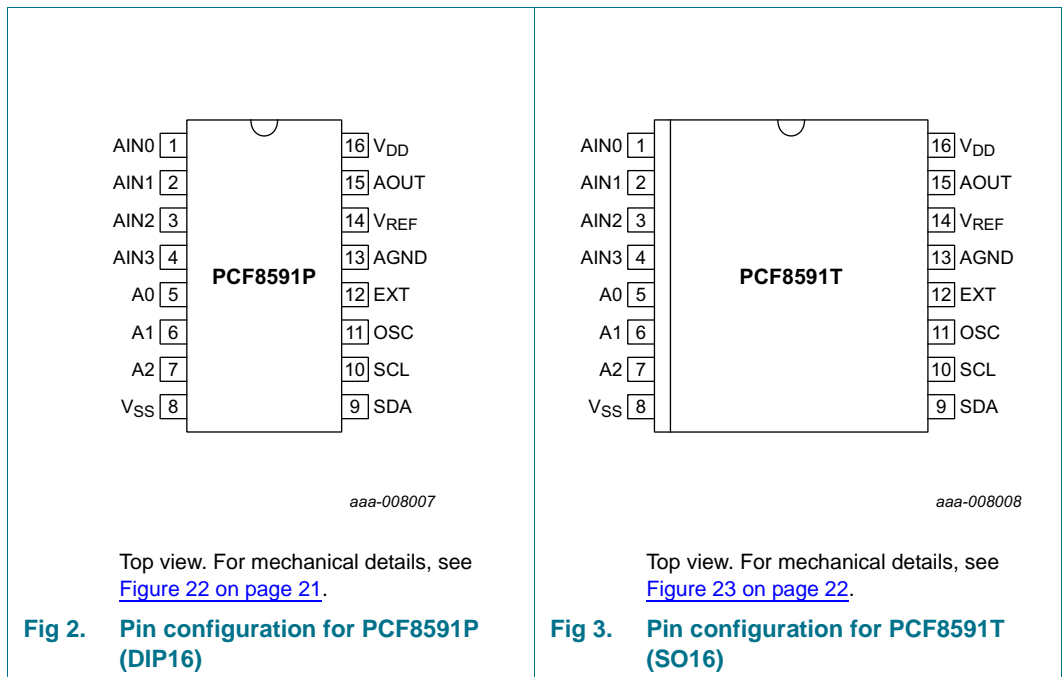 AIN0 1
AIN1 2
AIN2 3
AIN3 4
A0 5
A1 6
A2 7
VSS 8
PCF8591P
16 VDD
15 AOUT
14 VREF
13 AGND
12 EXT
11 OSC
10 SCL
9 SDA
aaa-008007
Top view. For mechanical details, see
Figure 22 on page 21.
Fig 2. Pin configuration for PCF8591P
(DIP16)
AIN0 1
AIN1 2
AIN2 3
AIN3 4
A0 5
A1 6
A2 7
VSS 8
PCF8591T
16 VDD
15 AOUT
14 VREF
13 AGND
12 EXT
11 OSC
10 SCL
9 SDA
aaa-008008
Top view. For mechanical details, see
Figure 23 on page 22.
Fig 3. Pin configuration for PCF8591T
(SO16)